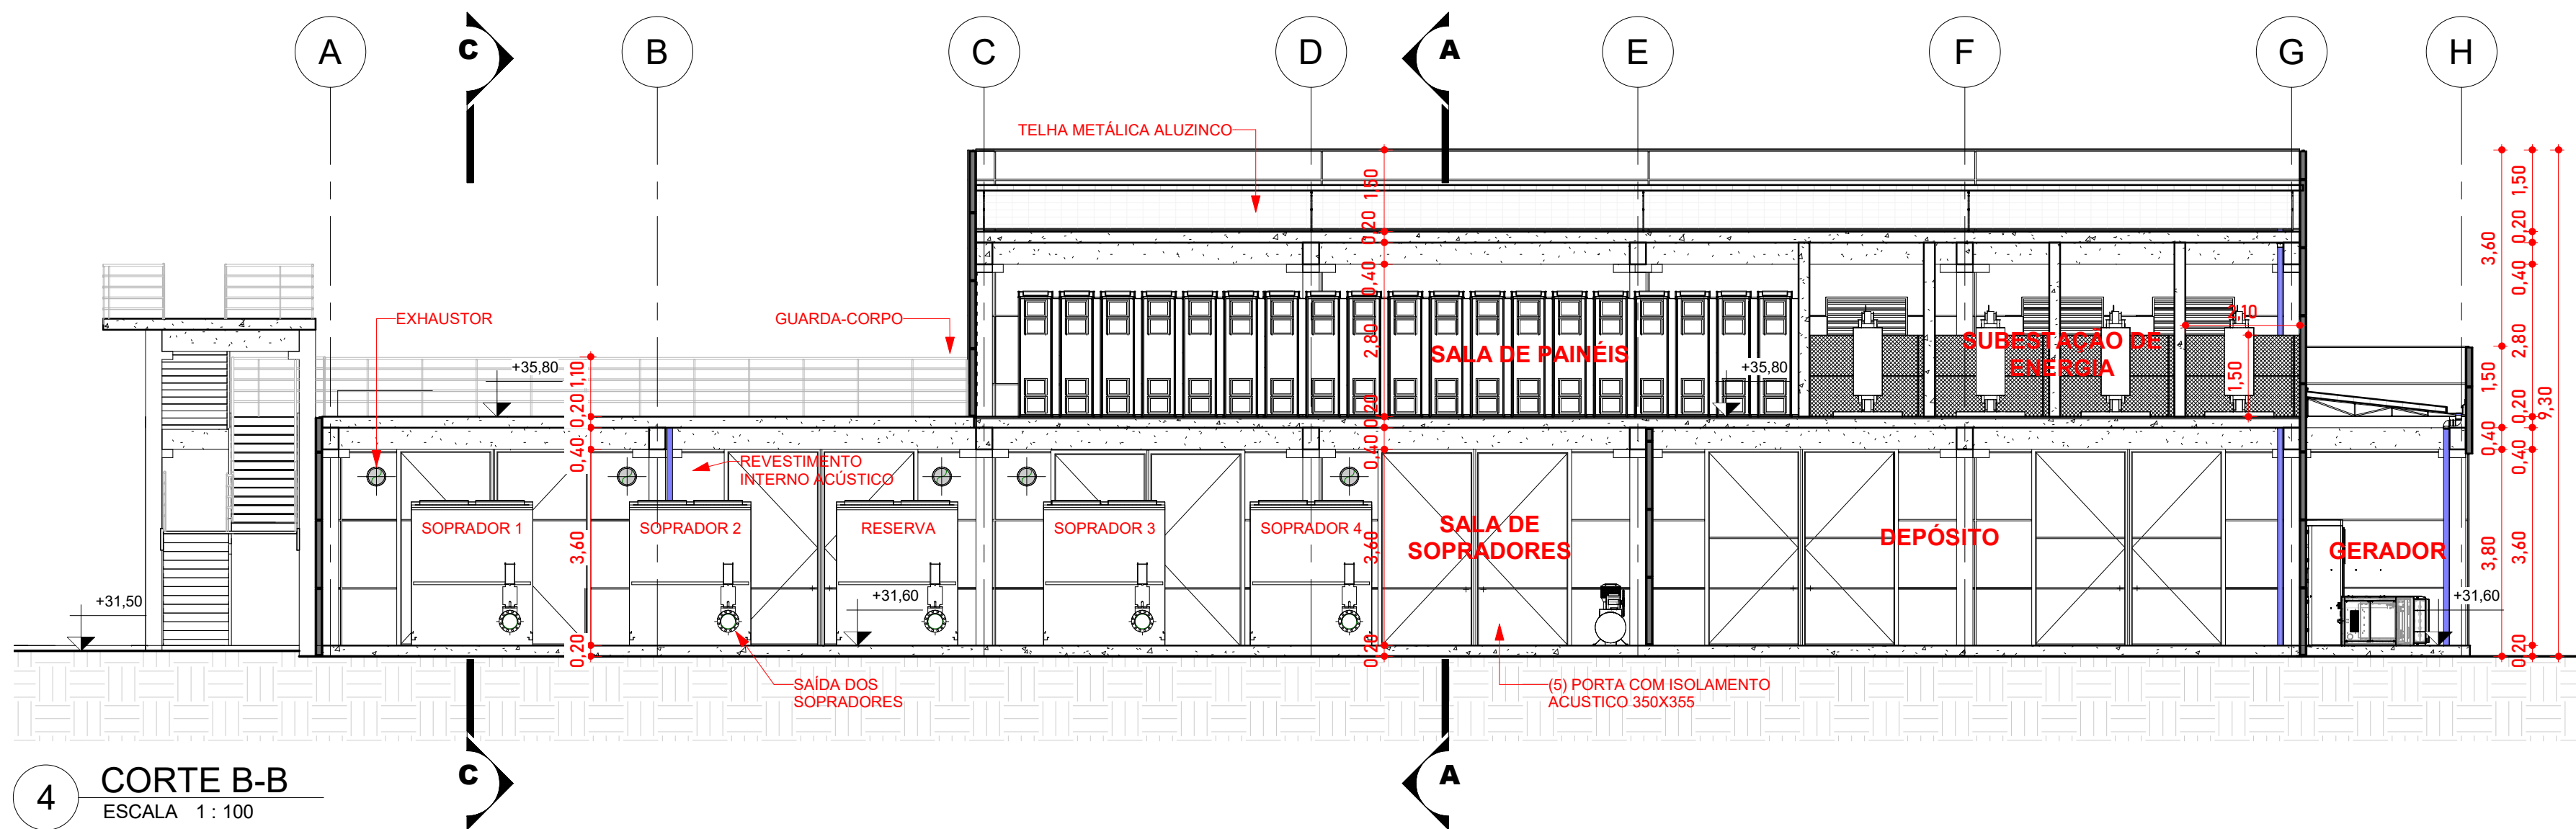 A
C
B
C
D
A
E
F
G
H
TELHA METÁLICA ALUZINCO
1,50
0,20
0,40
2,80
0,20
0,40
3,60
0,20
1,50
0,20
0,40
2,80
0,20
0,40
3,60
0,20
3,60
1,50
0,40
3,80
9,30
EXHAUSTOR
GUARDA-CORPO
+35,80
1,10
0,20
0,40
3,60
0,20
SALA DE PAINÉIS
+35,80
SUBESTAÇÃO DE
ENERGIA
2,10
1,50
REVESTIMENTO
INTERNO ACÚSTICO
SOPRADOR 1
SOPRADOR 2
RESERVA
SOPRADOR 3
SOPRADOR 4
SALA DE
SOPRADORES
DEPÓSITO
GERADOR
+31,50
+31,60
+31,60
SAÍDA DOS
SOPRADORES
(5) PORTA COM ISOLAMENTO
ACUSTICO 350X355
4
CORTE B-B
ESCALA 1 : 100
C
A